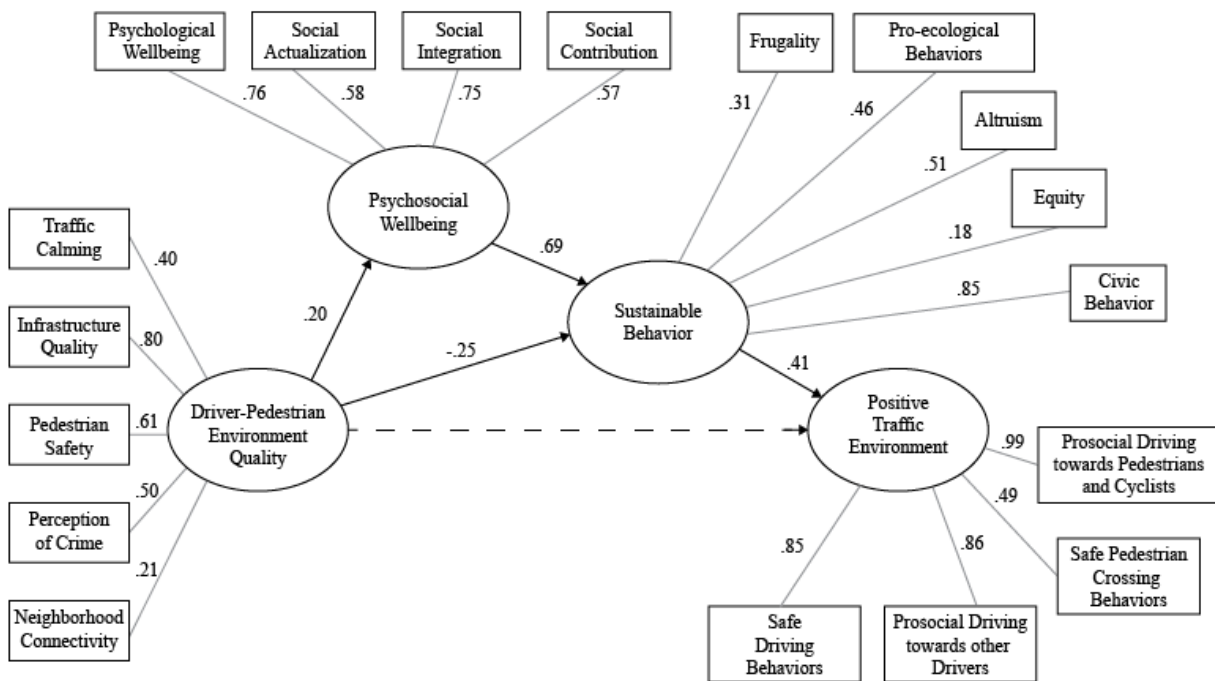 Psychological
Wellbeing
Social
Actualization
Social
Integration
Social
Contribution
Frugality
Pro-ecological
Behaviors
.76
.58
.75
.57
.31
.46
Altruism
.51
Equity
.18
Civic
Behavior
.85
Psychosocial
Wellbeing
.69
Traffic
Calming
.40
Infrastructure
Quality
.80
Pedestrian
Safety
.61
Perception
of Crime
.50
Neighborhood
Connectivity
.21
.20
-.25
Sustainable
Behavior
.41
Driver-Pedestrian
Environment
Quality
Positive
Traffic
Environment
.99
Prosocial Driving
towards Pedestrians
and Cyclists
.49
Safe Pedestrian
Crossing
Behaviors
.85
.86
Safe
Driving
Behaviors
Prosocial Driving
towards other
Drivers